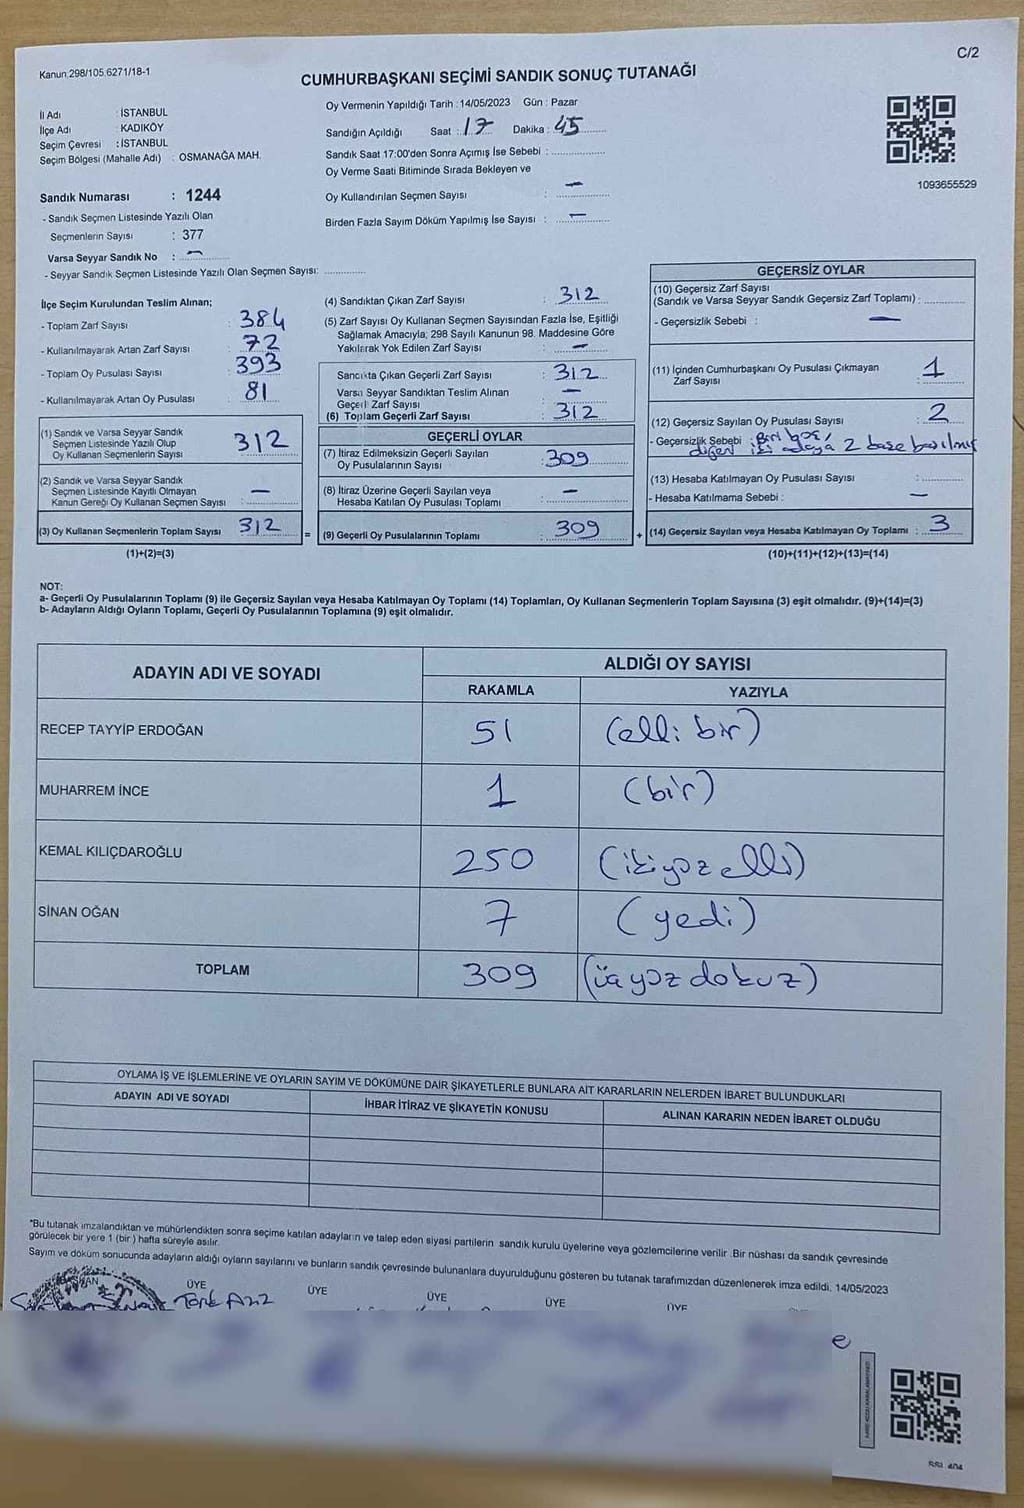 Kanun 298/105 6271/18-1
C/2
CUMHURBAŞKANI SEÇİMİ SANDIK SONUÇ TUTANAĞI
İl Adı : İSTANBUL
İlçe Adı : KADIKÖY
Seçim Çevresi : İSTANBUL
Seçim Bölgesi (Mahalle Adı) : OSMANAĞA MAH.
Sandık Numarası : 1244
- Sandık Seçmen Listesinde Yazılı Olan
Seçmenlerin Sayısı : 377
Varsa Seyyar Sandık No : —
- Seyyar Sandık Seçmen Listesinde Yazılı Olan Seçmen Sayısı: ..............
Oy Vermenin Yapıldığı Tarih : 14/05/2023 Gün : Pazar
Sandığın Açıldığı Saat : 17 Dakika : 45
Sandık Saat 17:00'den Sonra Açımış İse Sebebi : ..............
Oy Verme Saati Bitiminde Sırada Bekleyen ve
Oy Kullandırılan Seçmen Sayısı : —
Birden Fazla Sayım Döküm Yapılmış İse Sayısı : —
1093655529
İlçe Seçim Kurulundan Teslim Alınan;
- Toplam Zarf Sayısı : 384
- Kullanılmayarak Artan Zarf Sayısı : 72
- Toplam Oy Pusulası Sayısı : 393
- Kullanılmayarak Artan Oy Pusulası : 81
(1) Sandık ve Varsa Seyyar Sandık
Seçmen Listesinde Yazılı Olup
Oy Kullanan Seçmenlerin Sayısı : 312
(2) Sandık ve Varsa Seyyar Sandık
Seçmen Listesinde Kayıtlı Olmayan
Kanun Gereği Oy Kullanan Seçmen Sayısı : —
(3) Oy Kullanan Seçmenlerin Toplam Sayısı : 312 =
(1)+(2)=(3)
(4) Sandıktan Çıkan Zarf Sayısı : 312
(5) Zarf Sayısı Oy Kullanan Seçmen Sayısından Fazla İse, Eşitliği
Sağlamak Amacıyla, 298 Sayılı Kanunun 98. Maddesine Göre
Yakılarak Yok Edilen Zarf Sayısı : —
Sandıkta Çıkan Geçerli Zarf Sayısı : 312
Varsa Seyyar Sandıktan Teslim Alınan
Geçerli Zarf Sayısı : —
(6) Toplam Geçerli Zarf Sayısı : 312
GEÇERLİ OYLAR
(7) İtiraz Edilmeksizin Geçerli Sayılan
Oy Pusulalarının Sayısı : 309
(8) İtiraz Üzerine Geçerli Sayılan veya
Hesaba Katılan Oy Pusulası Toplamı : —
(9) Geçerli Oy Pusulalarının Toplamı : 309 +
GEÇERSİZ OYLAR
(10) Geçersiz Zarf Sayısı
(Sandık ve Varsa Seyyar Sandık Geçersiz Zarf Toplamı) : ..........
- Geçersizlik Sebebi : —
(11) İçinden Cumhurbaşkanı Oy Pusulası Çıkmayan
Zarf Sayısı : 1
(12) Geçersiz Sayılan Oy Pusulası Sayısı : 2
- Geçersizlik Sebebi : Biri boş,
diğeri iki adaya 2 basılmış
(13) Hesaba Katılmayan Oy Pusulası Sayısı : ..........
- Hesaba Katılmama Sebebi : —
(14) Geçersiz Sayılan veya Hesaba Katılmayan Oy Toplamı : 3
(10)+(11)+(12)+(13)=(14)
NOT:
a- Geçerli Oy Pusulalarının Toplamı (9) ile Geçersiz Sayılan veya Hesaba Katılmayan Oy Toplamı (14) Toplamları, Oy Kullanan Seçmenlerin Toplam Sayısına (3) eşit olmalıdır. (9)+(14)=(3)
b- Adayların Aldığı Oyların Toplamı, Geçerli Oy Pusulalarının Toplamına (9) eşit olmalıdır.
ADAYIN ADI VE SOYADI
ALDIĞI OY SAYISI
RAKAMLA YAZIYLA
RECEP TAYYİP ERDOĞAN 51 (elli bir)
MUHARREM İNCE 1 (bir)
KEMAL KILIÇDAROĞLU 250 (ikiyüz elli)
SİNAN OĞAN 7 (yedi)
TOPLAM 309 (üçyüz dokuz)
OYLAMA İŞ VE İŞLEMLERİNE VE OYLARIN SAYIM VE DÖKÜMÜNE DAİR ŞİKAYETLERLE BUNLARA AİT KARARLARIN NELERDEN İBARET BULUNDUKLARI
ADAYIN ADI VE SOYADI İHBAR İTİRAZ VE ŞİKAYETİN KONUSU ALINAN KARARIN NEDEN İBARET OLDUĞU
*Bu tutanak imzalandıktan ve mühürlendikten sonra seçime katılan adayların ve talep eden siyasi partilerin sandık kurulu üyelerine veya gözlemcilerine verilir .Bir nüshası da sandık çevresinde
görülecek bir yere 1 (bir ) hafta süreyle asılır.
Sayım ve döküm sonucunda adayların aldığı oyların sayılarını ve bunların sandık çevresinde bulunanlara duyurulduğunu gösteren bu tutanak tarafımızdan düzenlenerek imza edildi. 14/05/2023
BAŞKAN ÜYE ÜYE ÜYE ÜYE ÜYE